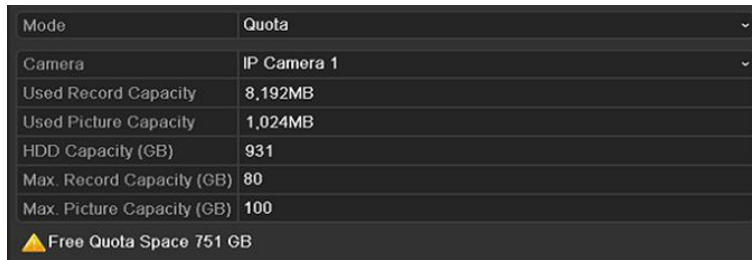 Mode Quota
Camera IP Camera 1
Used Record Capacity 8,192MB
Used Picture Capacity 1,024MB
HDD Capacity (GB) 931
Max. Record Capacity (GB) 80
Max. Picture Capacity (GB) 100
Free Quota Space 751 GB